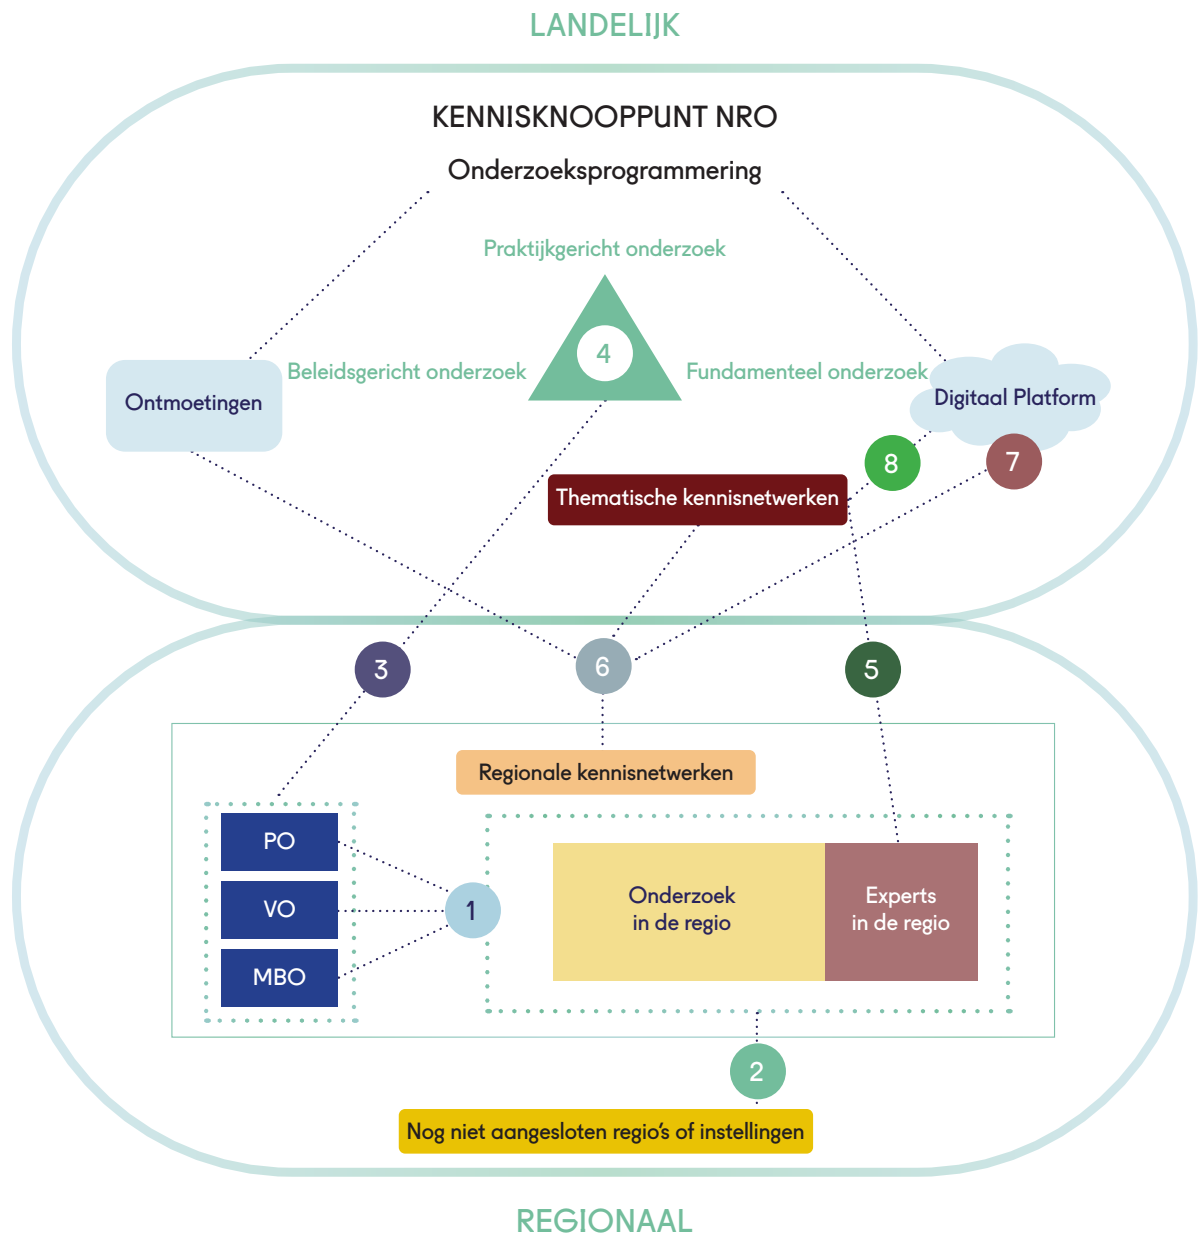 LANDELIJK
KENNISKNOOPPUNT NRO
Onderzoeksprogrammering
Praktijkgericht onderzoek
4
Beleidsgericht onderzoek
Fundamenteel onderzoek
Ontmoetingen
Digitaal Platform
8
7
Thematische kennisnetwerken
3
6
5
Regionale kennisnetwerken
PO
VO
MBO
1
Onderzoek
in de regio
Experts
in de regio
2
Nog niet aangesloten regio's of instellingen
REGIONAAL